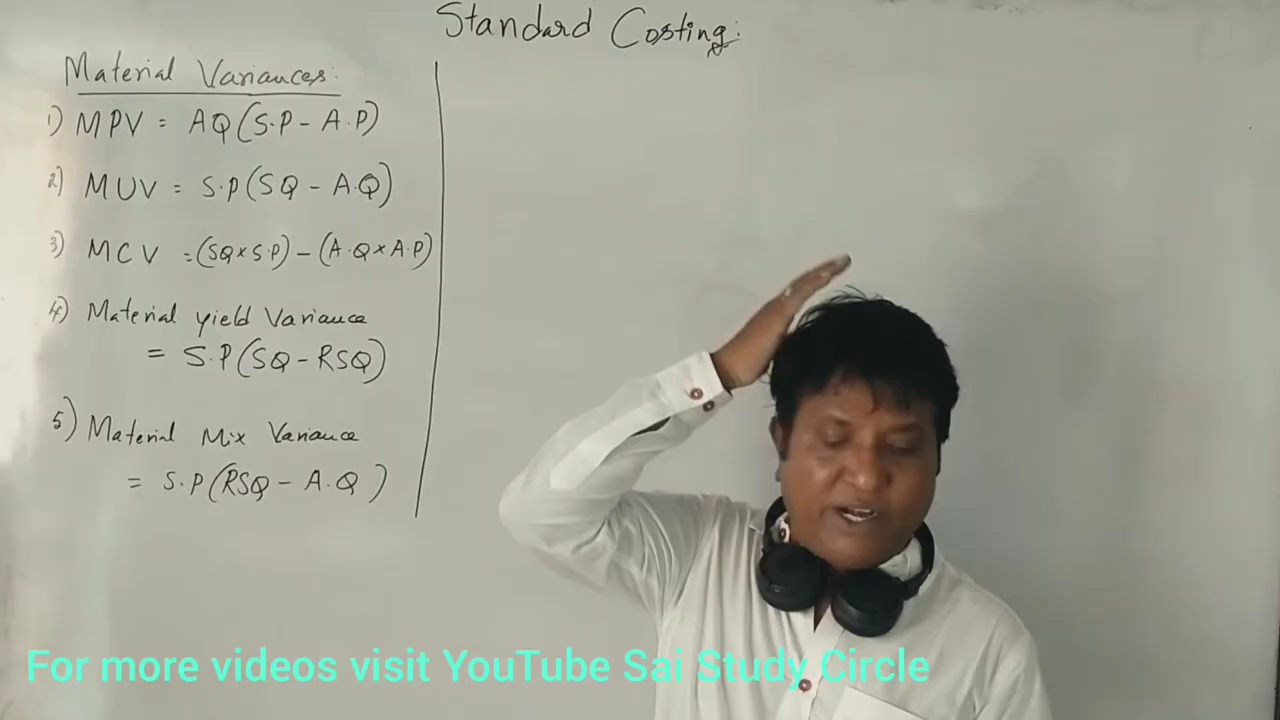 Standard Costing:
Material Variances:
1) MPV = AQ(S.P - A.P)
2) MUV = S.P(SQ - A.Q)
3) MCV = (SQ×S.P) - (A.Q×A.P)
4) Material yield Variance
= S.P(SQ - RSQ)
5) Material Mix Variance
= S.P(RSQ - A.Q)
For more videos visit YouTube Sai Study Circle